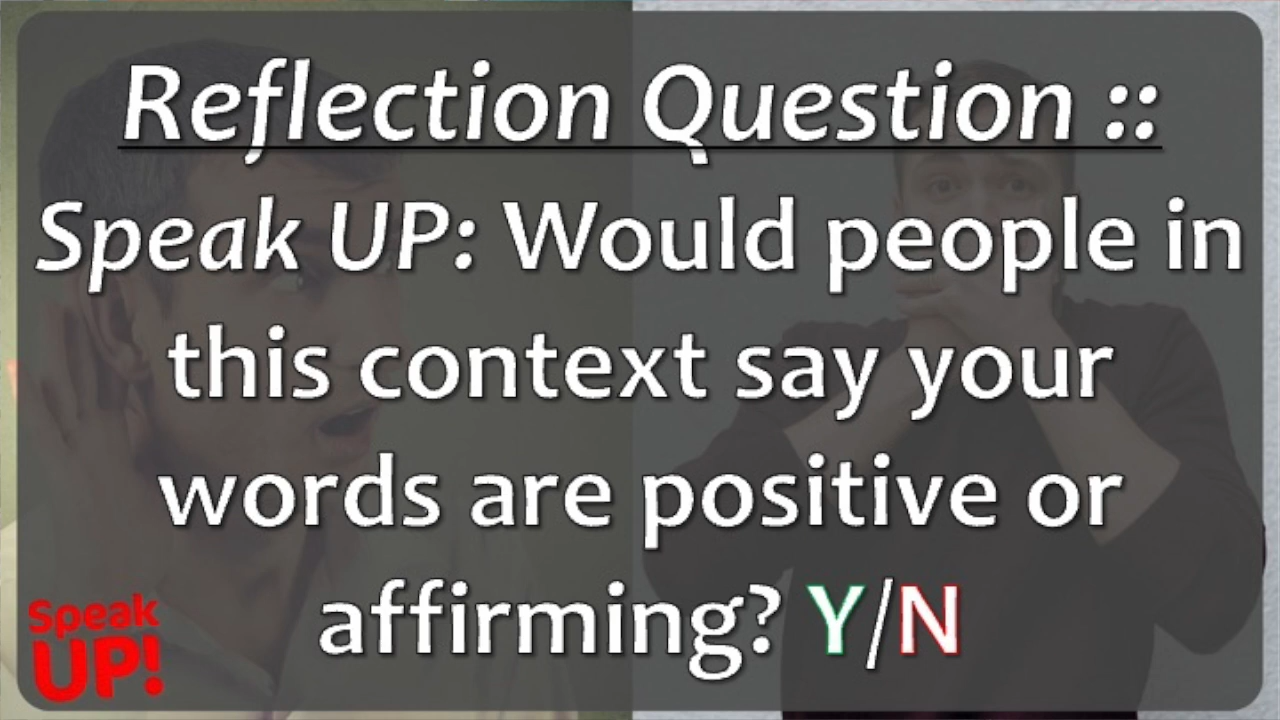 Reflection Question ::
Speak UP: Would people in
this context say your
words are positive or
affirming? Y/N
Speak
UP!